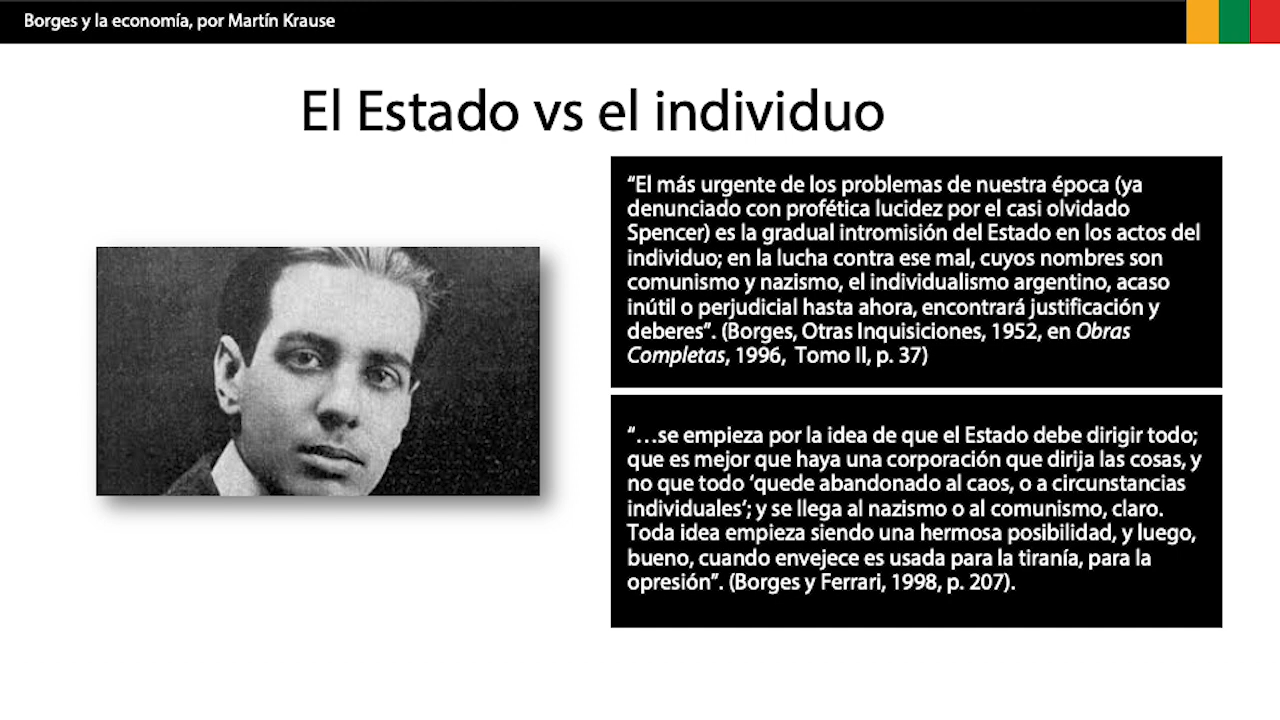 Borges y la economía, por Martín Krause
El Estado vs el individuo
“El más urgente de los problemas de nuestra época (ya
denunciado con profética lucidez por el casi olvidado
Spencer) es la gradual intromisión del Estado en los actos del
individuo; en la lucha contra ese mal, cuyos nombres son
comunismo y nazismo, el individualismo argentino, acaso
inútil o perjudicial hasta ahora, encontrará justificación y
deberes”. (Borges, Otras Inquisiciones, 1952, en Obras
Completas, 1996,  Tomo II, p. 37)
“…se empieza por la idea de que el Estado debe dirigir todo;
que es mejor que haya una corporación que dirija las cosas, y
no que todo ‘quede abandonado al caos, o a circunstancias
individuales’; y se llega al nazismo o al comunismo, claro.
Toda idea empieza siendo una hermosa posibilidad, y luego,
bueno, cuando envejece es usada para la tiranía, para la
opresión”. (Borges y Ferrari, 1998, p. 207).